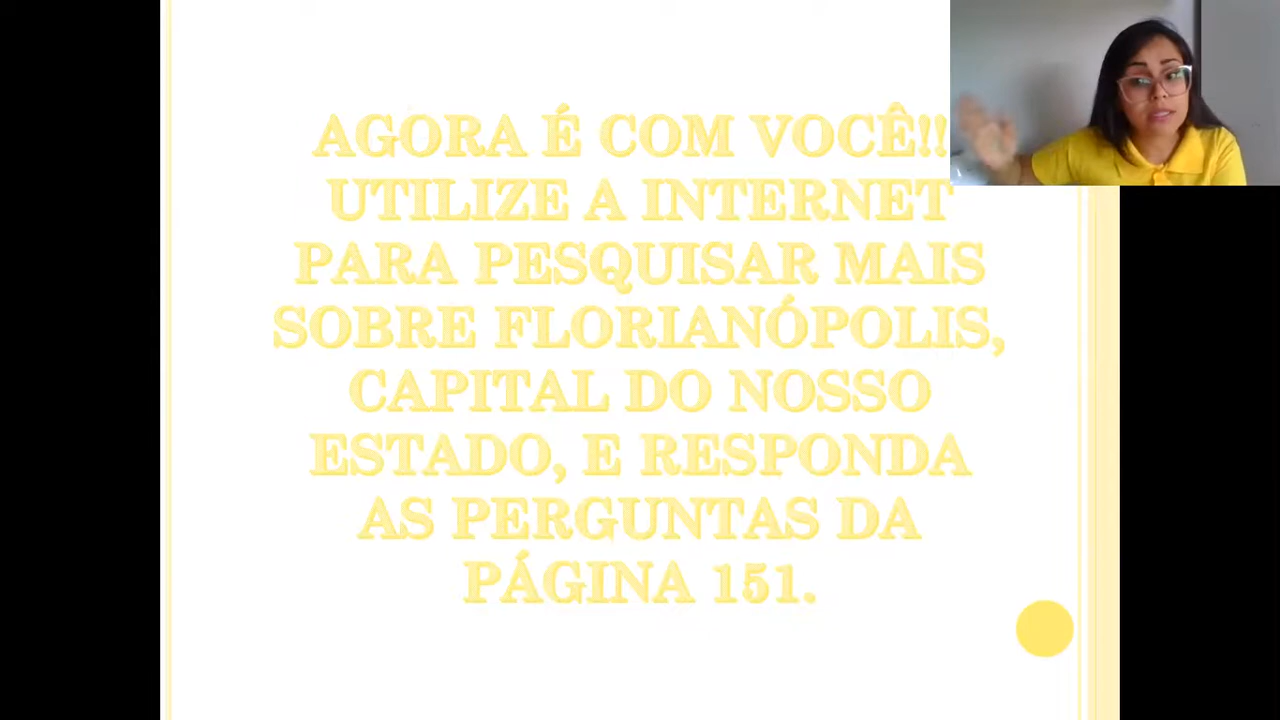 AGORA É COM VOCÊ!!
UTILIZE A INTERNET
PARA PESQUISAR MAIS
SOBRE FLORIANÓPOLIS,
CAPITAL DO NOSSO
ESTADO, E RESPONDA
AS PERGUNTAS DA
PÁGINA 151.